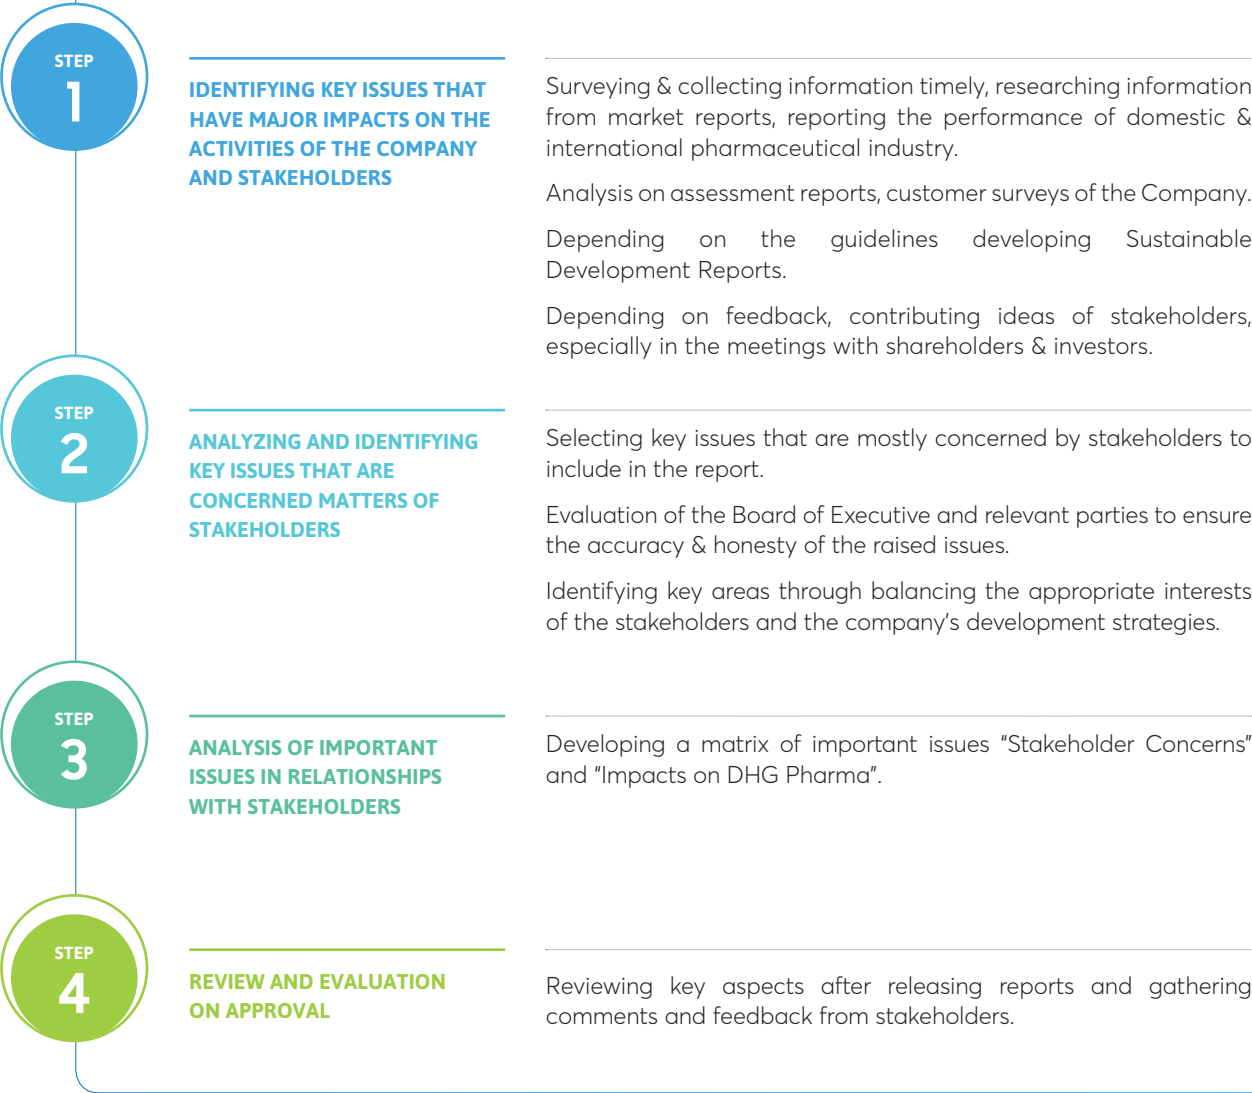 STEP
1
IDENTIFYING KEY ISSUES THAT
HAVE MAJOR IMPACTS ON THE
ACTIVITIES OF THE COMPANY
AND STAKEHOLDERS
Surveying & collecting information timely, researching information
from market reports, reporting the performance of domestic &
international pharmaceutical industry.
Analysis on assessment reports, customer surveys of the Company.
Depending on the guidelines developing Sustainable
Development Reports.
Depending on feedback, contributing ideas of stakeholders,
especially in the meetings with shareholders & investors.
STEP
2
ANALYZING AND IDENTIFYING
KEY ISSUES THAT ARE
CONCERNED MATTERS OF
STAKEHOLDERS
Selecting key issues that are mostly concerned by stakeholders to
include in the report.
Evaluation of the Board of Executive and relevant parties to ensure
the accuracy & honesty of the raised issues.
Identifying key areas through balancing the appropriate interests
of the stakeholders and the company's development strategies.
STEP
3
ANALYSIS OF IMPORTANT
ISSUES IN RELATIONSHIPS
WITH STAKEHOLDERS
Developing a matrix of important issues “Stakeholder Concerns”
and “Impacts on DHG Pharma”.
STEP
4
REVIEW AND EVALUATION
ON APPROVAL
Reviewing key aspects after releasing reports and gathering
comments and feedback from stakeholders.